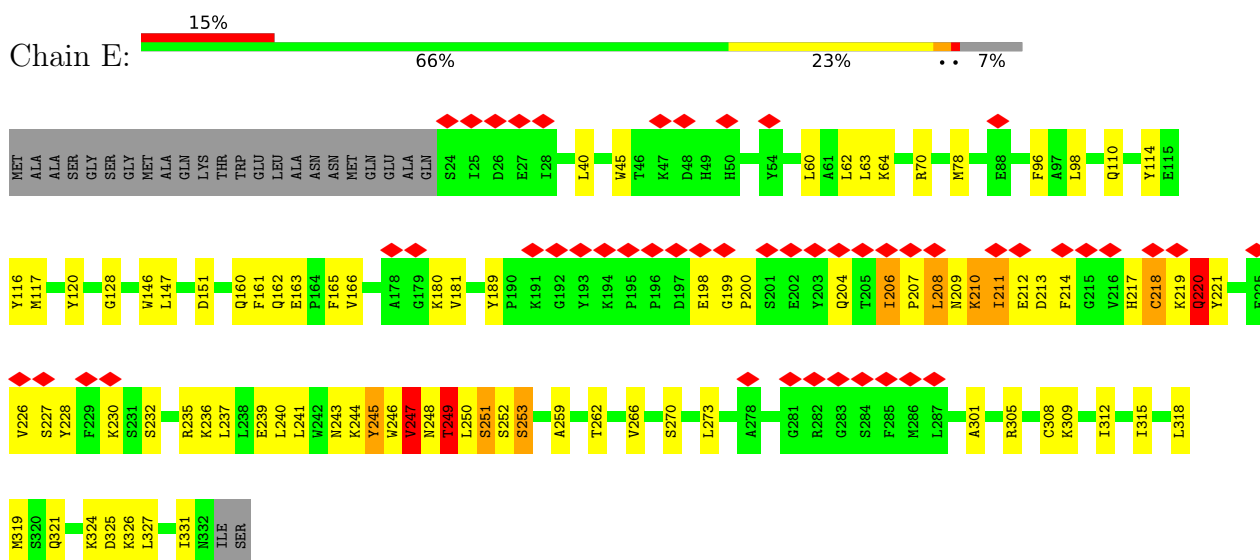 15%
Chain E:
66% 23% • • 7%
MET ALA ALA SER GLY SER GLY MET ALA ALA GLN LYS THR TRP GLU LEU ALA ASN ASN MET GLN GLU ALA GLN S24 I25 D26 E27 I28 L40 W45 T46 K47 D48 H49 H50 Y54 L60 A61 L62 L63 K64 R70 M78 E88 F96 A97 L98 Q110 Y114 E115
Y116 M117 Y120 G128 W146 L147 D151 Q160 F161 Q162 E163 P164 F165 V166 A178 G179 K180 V181 Y189 P190 K191 G192 Y193 K194 P195 P196 D197 E198 G199 P200 S201 E202 Y203 Q204 T205 I206 P207 L208 N209 K210 I211 E212 D213 F214 G215 V216 H217 C218 K219 Q220 Y221
V226 S227 Y228 F229 K230 S231 S232 R235 K236 L237 L238 E239 L240 L241 W242 N243 K244 Y245 W246 V247 N248 T249 L250 S251 S252 S253 A259 T262 V266 S270 L273 A278 G281 R282 G283 S284 F285 M286 L287 A301 R305 C308 K309 I312 I315 L318
M319 S320 Q321 K324 D325 K326 L327 I331 N332 ILE SER